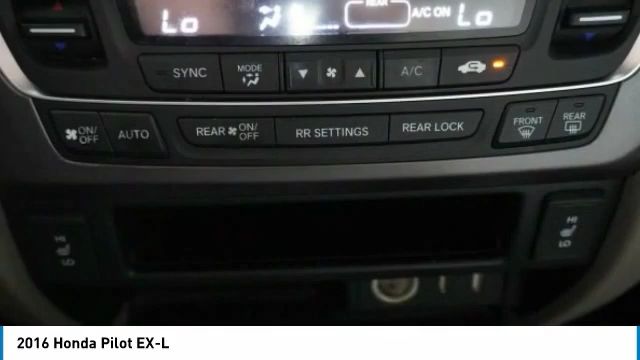 Lo REAR A/C ON Lo
SYNC MODE A/C
ON/OFF AUTO REAR ON/OFF RR SETTINGS REAR LOCK FRONT REAR
HI HI
LO LO
2016 Honda Pilot EX-L